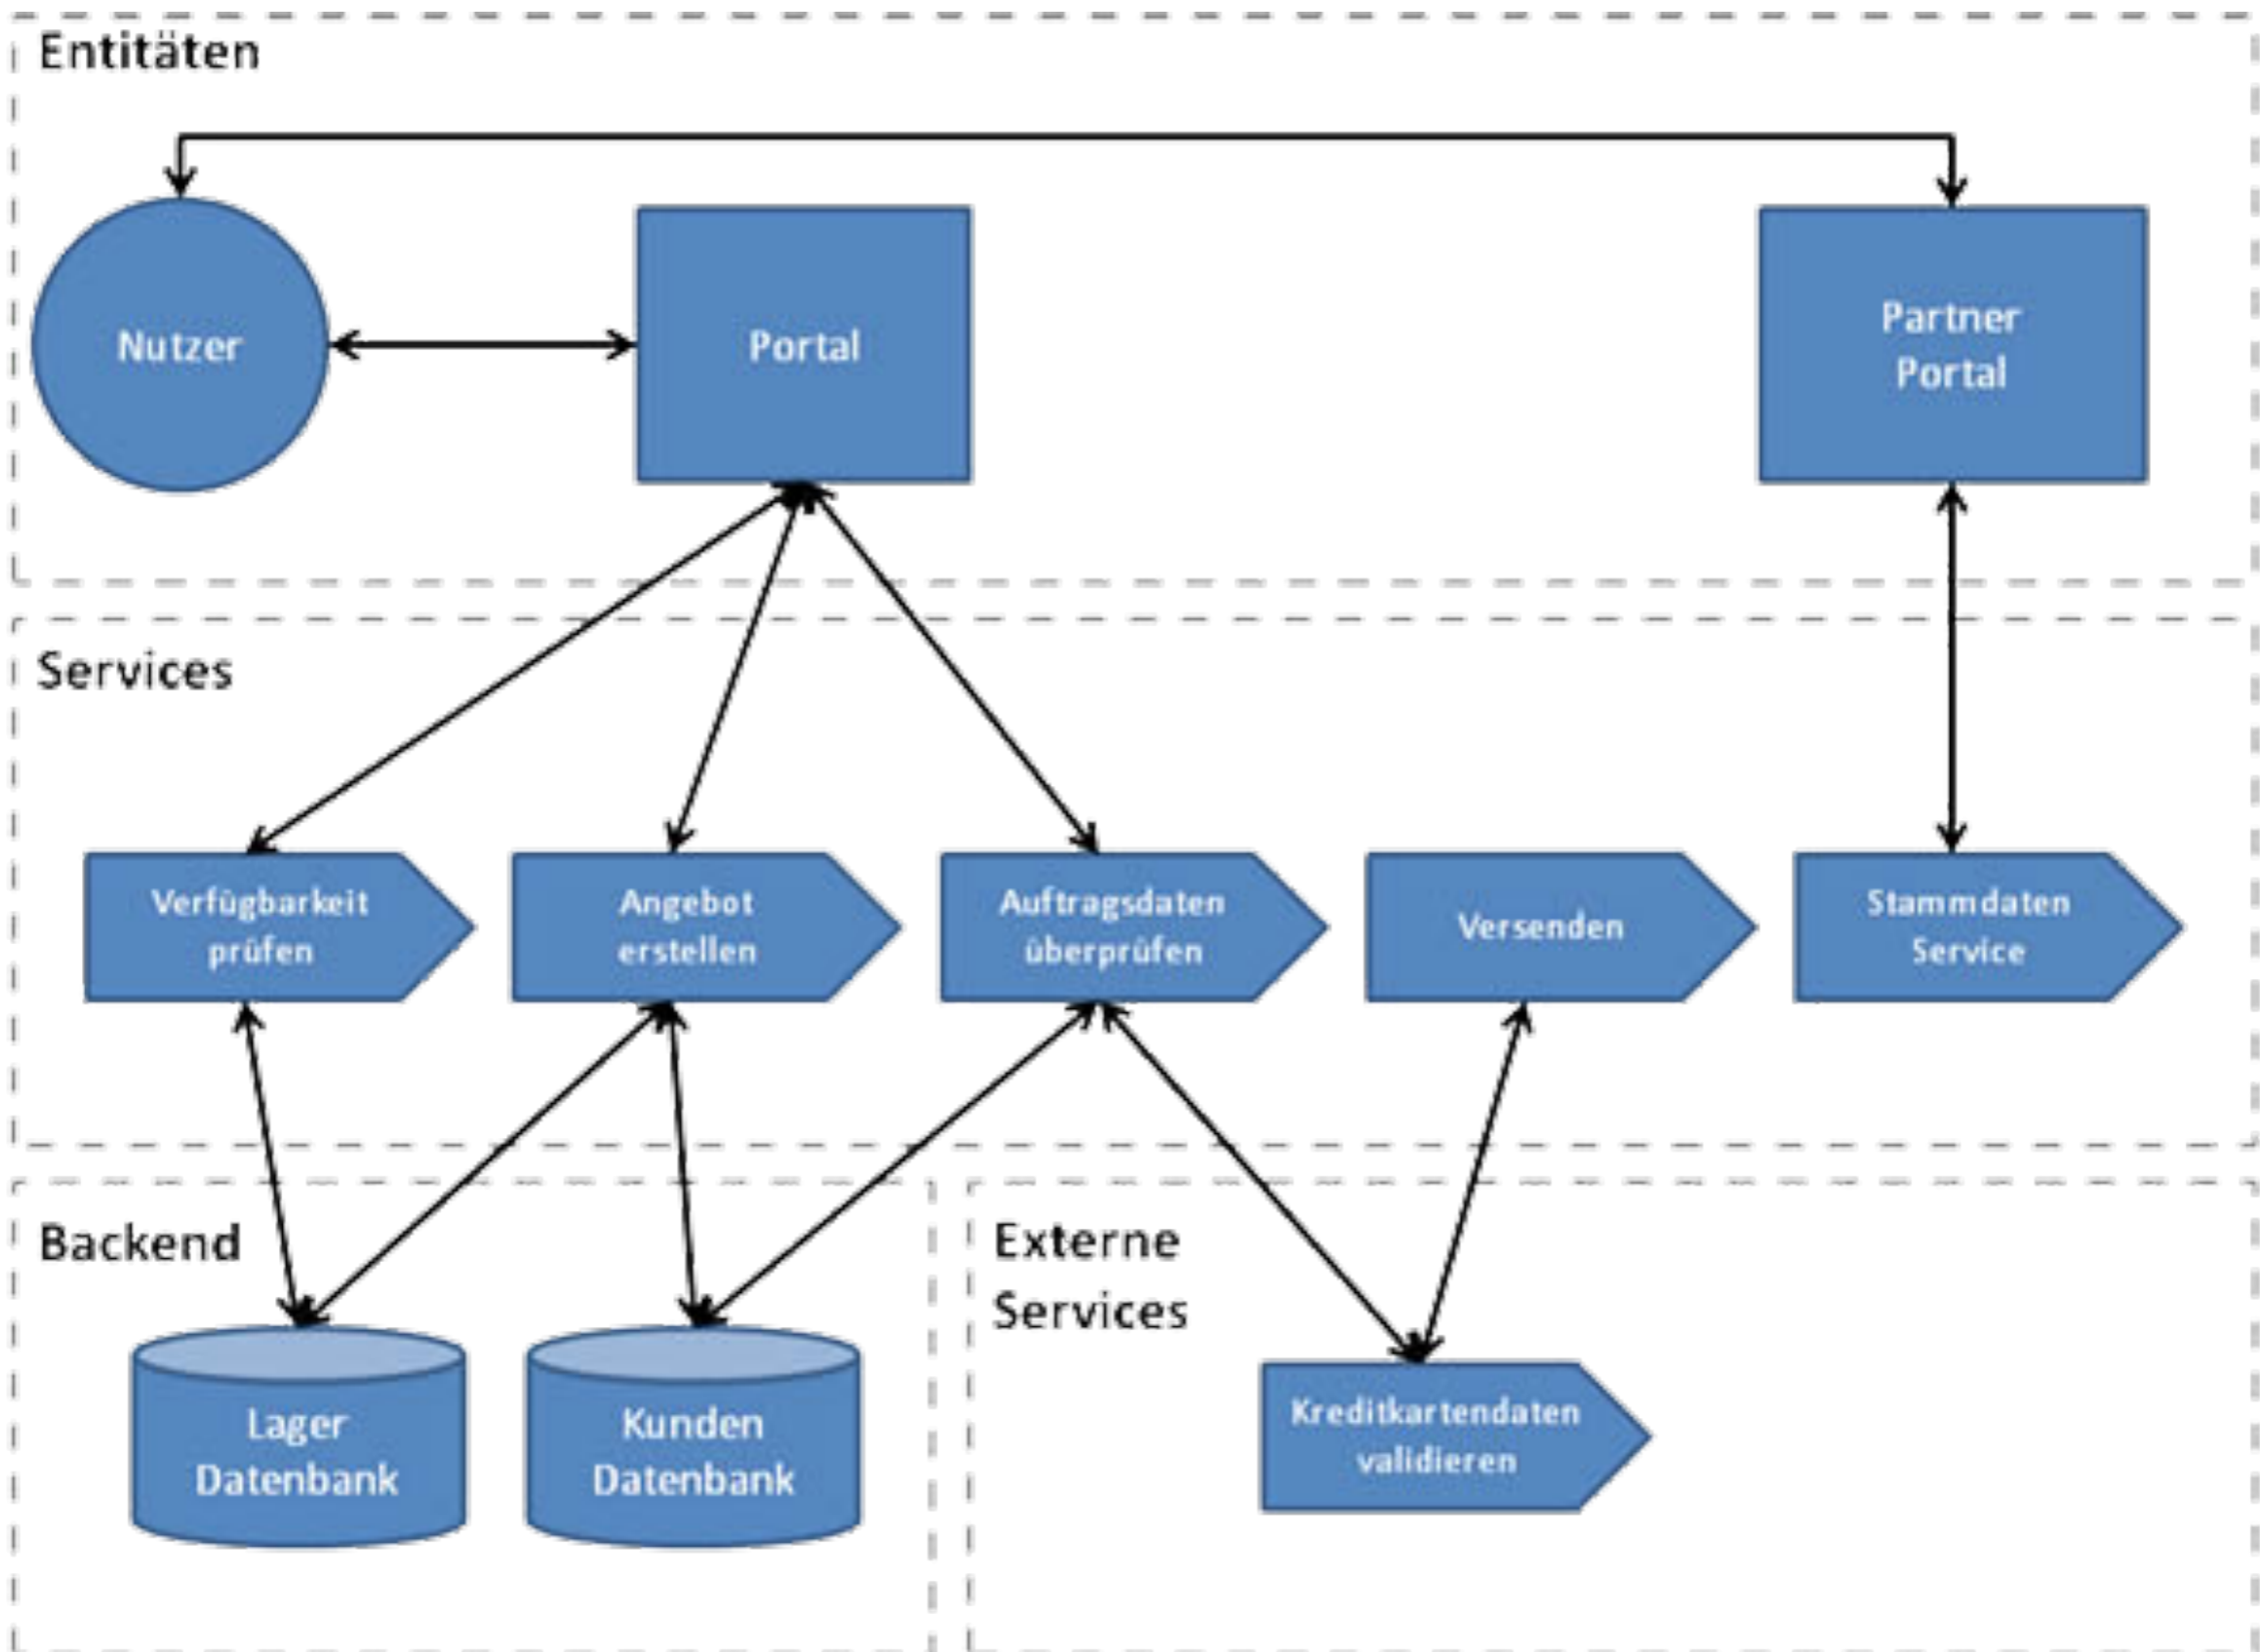 Entitäten
Nutzer
Portal
Partner
Portal
Services
Verfügbarkeit
prüfen
Angebot
erstellen
Auftragsdaten
überprüfen
Versenden
Stammdaten
Service
Backend
Lager
Datenbank
Kunden
Datenbank
Externe
Services
Kreditkartendaten
validieren